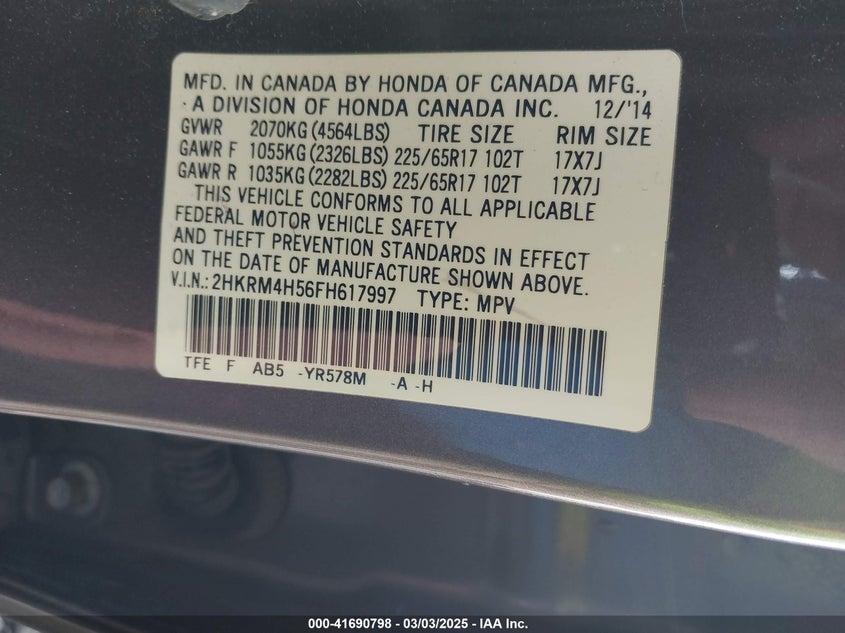 MFD. IN CANADA BY HONDA OF CANADA MFG.,
A DIVISION OF HONDA CANADA INC. 12/'14
GVWR 2070KG (4564LBS) TIRE SIZE RIM SIZE
GAWR F 1055KG (2326LBS) 225/65R17 102T 17X7J
GAWR R 1035KG (2282LBS) 225/65R17 102T 17X7J
THIS VEHICLE CONFORMS TO ALL APPLICABLE
FEDERAL MOTOR VEHICLE SAFETY
AND THEFT PREVENTION STANDARDS IN EFFECT
ON THE DATE OF MANUFACTURE SHOWN ABOVE.
V.I.N.: 2HKRM4H56FH617997 TYPE: MPV
TFE F AB5 -YR578M -A -H
000-41690798 - 03/03/2025 - IAA Inc.